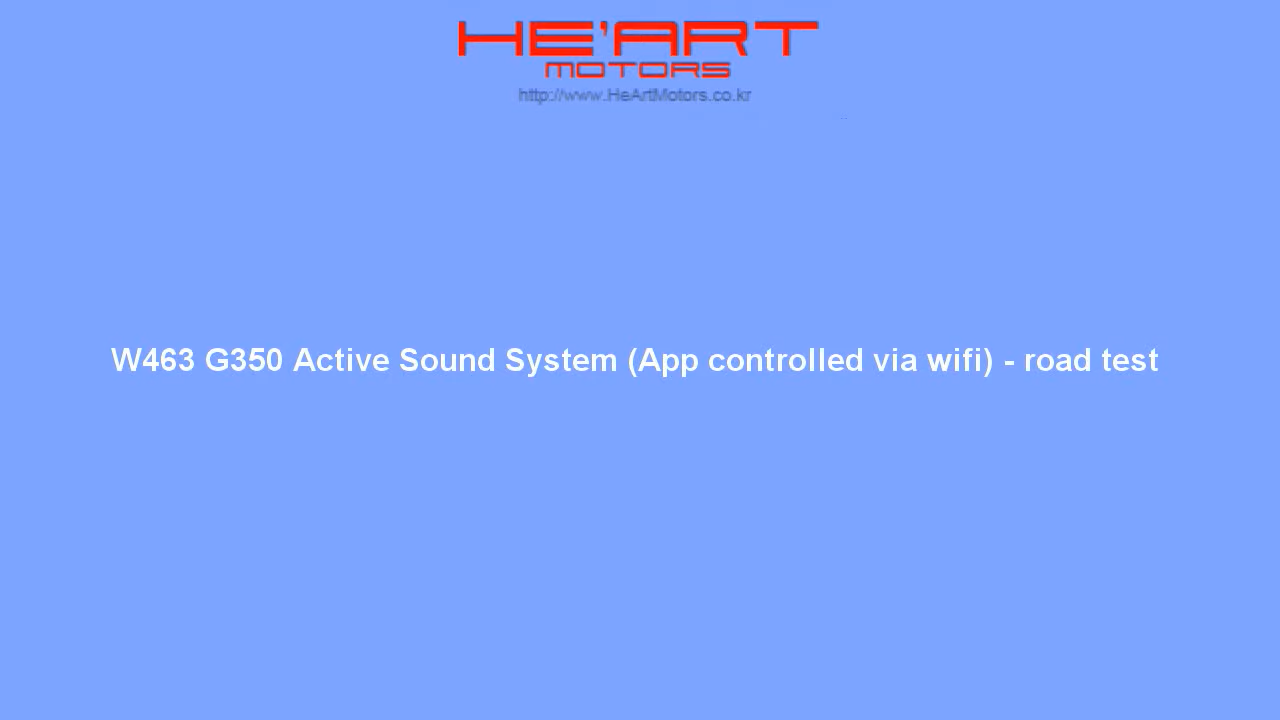 HE'ART
MOTORS
http://www.HeArtMotors.co.kr
W463 G350 Active Sound System (App controlled via wifi) - road test